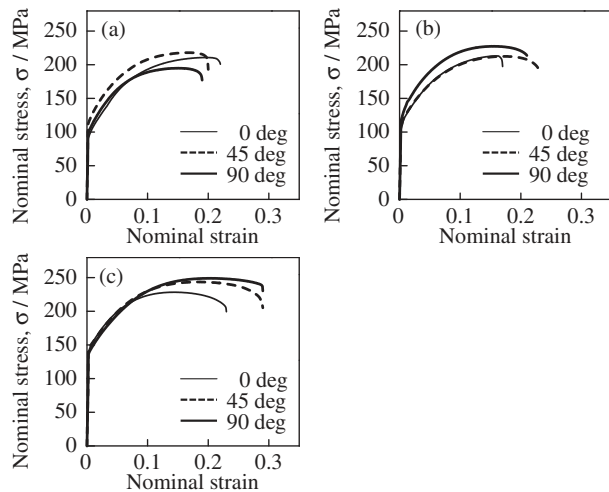 (a)
Nominal stress, σ / MPa
250
200
150
100
50
0
0 deg
45 deg
90 deg
0 0.1 0.2 0.3
Nominal strain
(b)
Nominal stress, σ / MPa
250
200
150
100
50
0
0 deg
45 deg
90 deg
0 0.1 0.2 0.3
Nominal strain
(c)
Nominal stress, σ / MPa
250
200
150
100
50
0
0 deg
45 deg
90 deg
0 0.1 0.2 0.3
Nominal strain